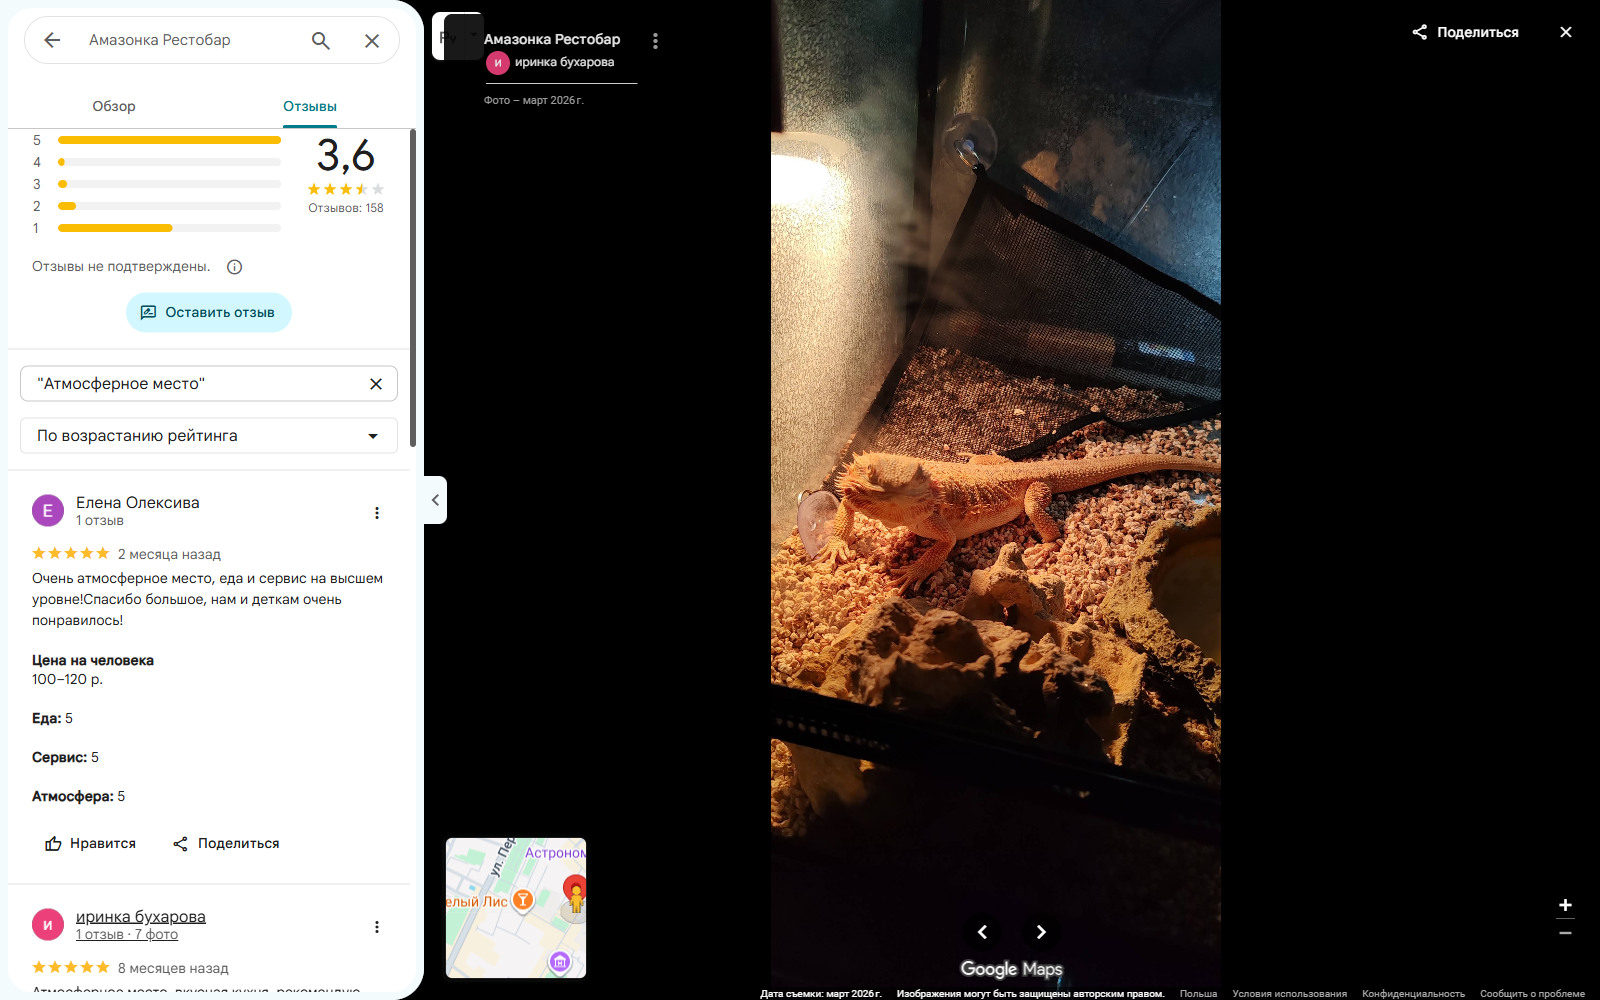 Амазонка Рестобар
Обзор
Отзывы
5
4
3
2
1
3,6
Отзывов: 158
Отзывы не подтверждены.
Оставить отзыв
"Атмосферное место"
По возрастанию рейтинга
E
Елена Олексива
1 отзыв
2 месяца назад
Очень атмосферное место, еда и сервис на высшем
уровне!Спасибо большое, нам и деткам очень
понравилось!
Цена на человека
100–120 р.
Еда: 5
Сервис: 5
Атмосфера: 5
Нравится
Поделиться
и
иринка бухарова
1 отзыв · 7 фото
8 месяцев назад
Атмосферное место, вкусная кухня, рекомендую
Амазонка Рестобар
и
иринка бухарова
Фото – март 2026 г.
Поделиться
ул. Пер
Астроном
елый Лис
Google Maps
Дата съемки: март 2026 г.
Изображения могут быть защищены авторским правом.
Польша
Условия использования
Конфиденциальность
Сообщить о проблеме